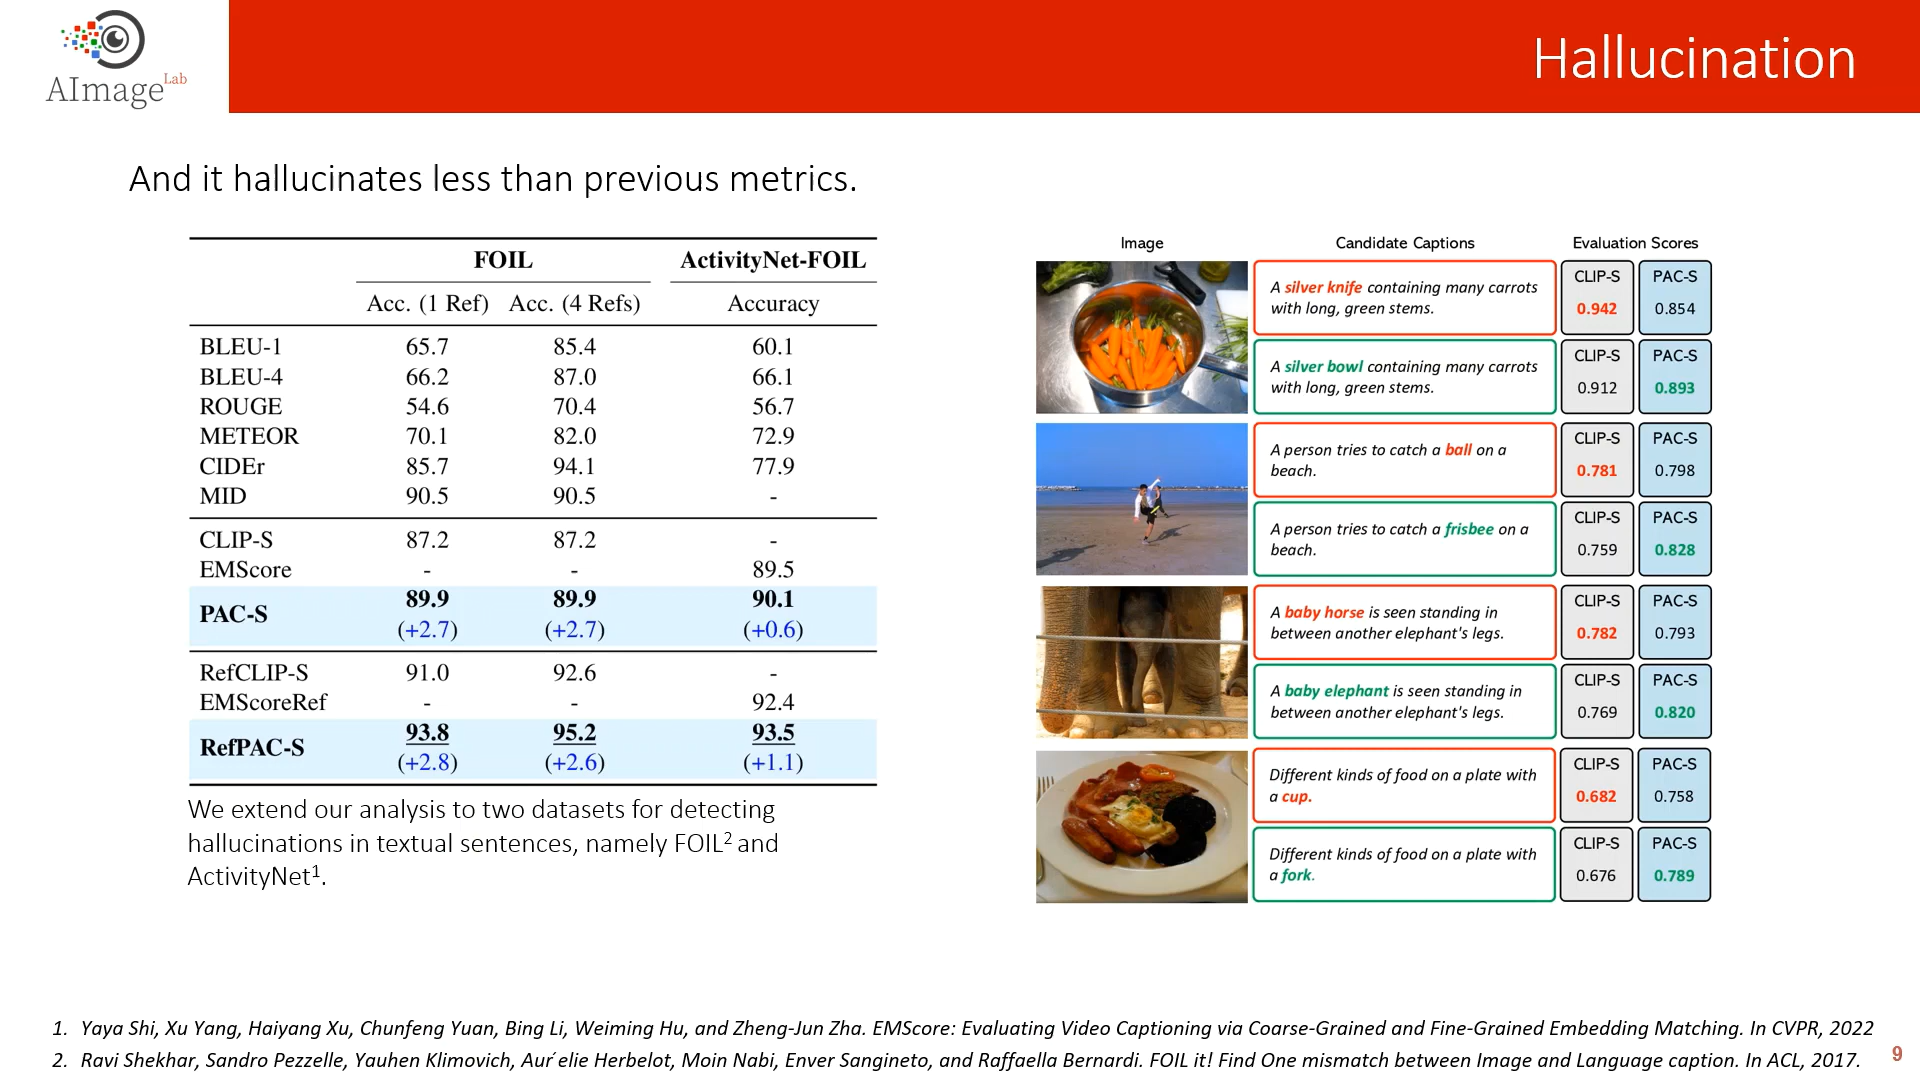 AImageLab
Hallucination
And it hallucinates less than previous metrics.
FOIL ActivityNet-FOIL
Acc. (1 Ref) Acc. (4 Refs) Accuracy
BLEU-1 65.7 85.4 60.1
BLEU-4 66.2 87.0 66.1
ROUGE 54.6 70.4 56.7
METEOR 70.1 82.0 72.9
CIDEr 85.7 94.1 77.9
MID 90.5 90.5 -
CLIP-S 87.2 87.2 -
EMScore - - 89.5
PAC-S 89.9 89.9 90.1
(+2.7) (+2.7) (+0.6)
RefCLIP-S 91.0 92.6 -
EMScoreRef - - 92.4
RefPAC-S 93.8 95.2 93.5
(+2.8) (+2.6) (+1.1)
We extend our analysis to two datasets for detecting
hallucinations in textual sentences, namely FOIL² and
ActivityNet¹.
Image Candidate Captions Evaluation Scores
A silver knife containing many carrots
with long, green stems.
CLIP-S PAC-S
0.942 0.854
A silver bowl containing many carrots
with long, green stems.
CLIP-S PAC-S
0.912 0.893
A person tries to catch a ball on a
beach.
CLIP-S PAC-S
0.781 0.798
A person tries to catch a frisbee on a
beach.
CLIP-S PAC-S
0.759 0.828
A baby horse is seen standing in
between another elephant's legs.
CLIP-S PAC-S
0.782 0.793
A baby elephant is seen standing in
between another elephant's legs.
CLIP-S PAC-S
0.769 0.820
Different kinds of food on a plate with
a cup.
CLIP-S PAC-S
0.682 0.758
Different kinds of food on a plate with
a fork.
CLIP-S PAC-S
0.676 0.789
1. Yaya Shi, Xu Yang, Haiyang Xu, Chunfeng Yuan, Bing Li, Weiming Hu, and Zheng-Jun Zha. EMScore: Evaluating Video Captioning via Coarse-Grained and Fine-Grained Embedding Matching. In CVPR, 2022
2. Ravi Shekhar, Sandro Pezzelle, Yauhen Klimovich, Aur´elie Herbelot, Moin Nabi, Enver Sangineto, and Raffaella Bernardi. FOIL it! Find One mismatch between Image and Language caption. In ACL, 2017.
9